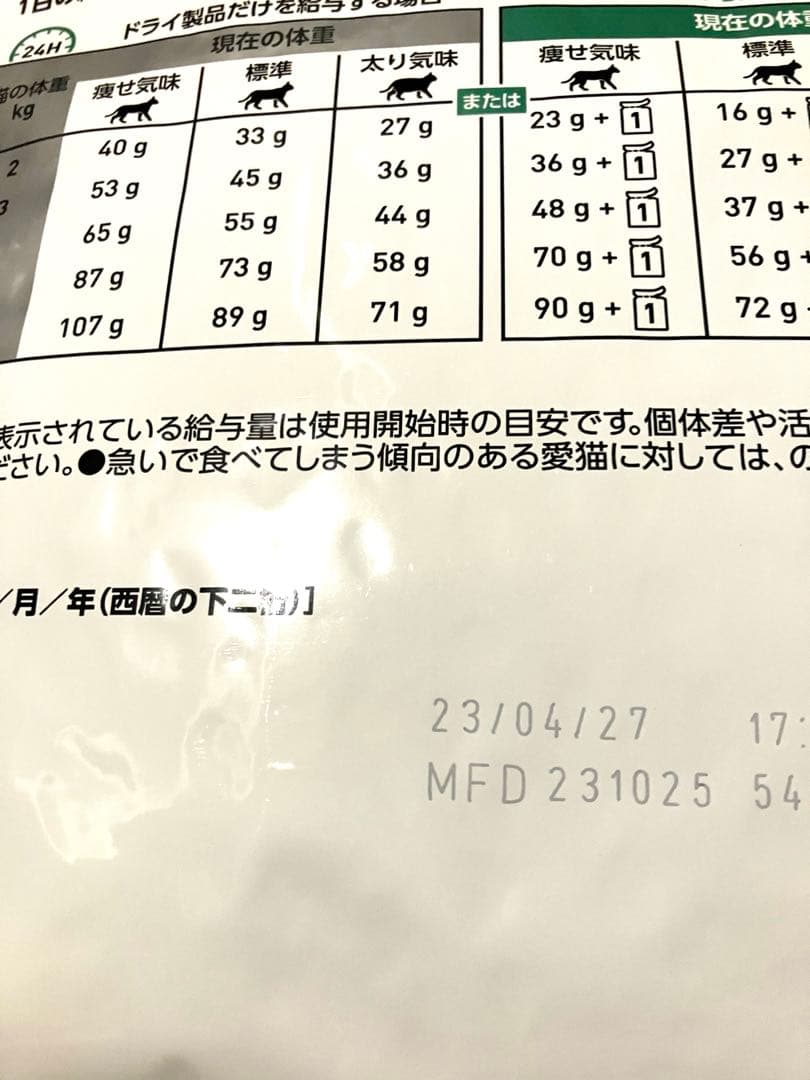 ドライ製品だけを給与する場合
24H
現在の体重
現在の体重
猫の体重
kg
痩せ気味
標準
太り気味
または
痩せ気味
標準
40 g
33 g
27 g
23 g + 1
16 g +
2
53 g
45 g
36 g
36 g + 1
27 g +
3
65 g
55 g
44 g
48 g + 1
37 g +
87 g
73 g
58 g
70 g + 1
56 g +
107 g
89 g
71 g
90 g + 1
72 g
表示されている給与量は使用開始時の目安です。個体差や活
ださい。●急いで食べてしまう傾向のある愛猫に対しては、の
/月/年(西暦の下二桁)]
23/04/27 17:
MFD 231025 54